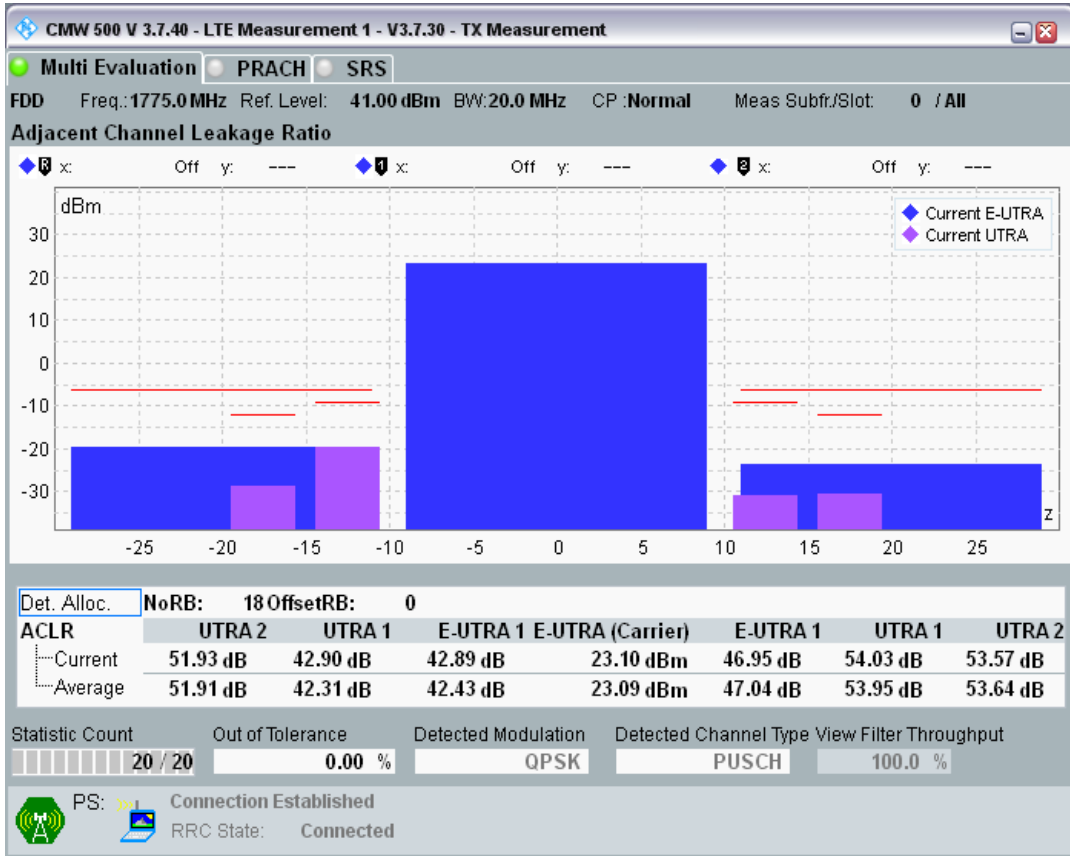 CMW 500 V 3.7.40 - LTE Measurement 1 - V3.7.30 - TX Measurement
Multi Evaluation PRACH SRS
FDD Freq.:1775.0 MHz Ref. Level: 41.00 dBm BW:20.0 MHz CP :Normal Meas Subfr./Slot: 0 / All
Adjacent Channel Leakage Ratio
R x: Off y: --- 1 x: Off y: --- 2 x: Off y: ---
dBm
Current E-UTRA
Current UTRA
30
20
10
0
-10
-20
-30
z
-25 -20 -15 -10 -5 0 5 10 15 20 25
Det. Alloc. NoRB: 18 OffsetRB: 0
ACLR UTRA 2 UTRA 1 E-UTRA 1 E-UTRA (Carrier) E-UTRA 1 UTRA 1 UTRA 2
Current 51.93 dB 42.90 dB 42.89 dB 23.10 dBm 46.95 dB 54.03 dB 53.57 dB
Average 51.91 dB 42.31 dB 42.43 dB 23.09 dBm 47.04 dB 53.95 dB 53.64 dB
Statistic Count Out of Tolerance Detected Modulation Detected Channel Type View Filter Throughput
20 / 20 0.00 % QPSK PUSCH 100.0 %
PS: Connection Established
RRC State: Connected